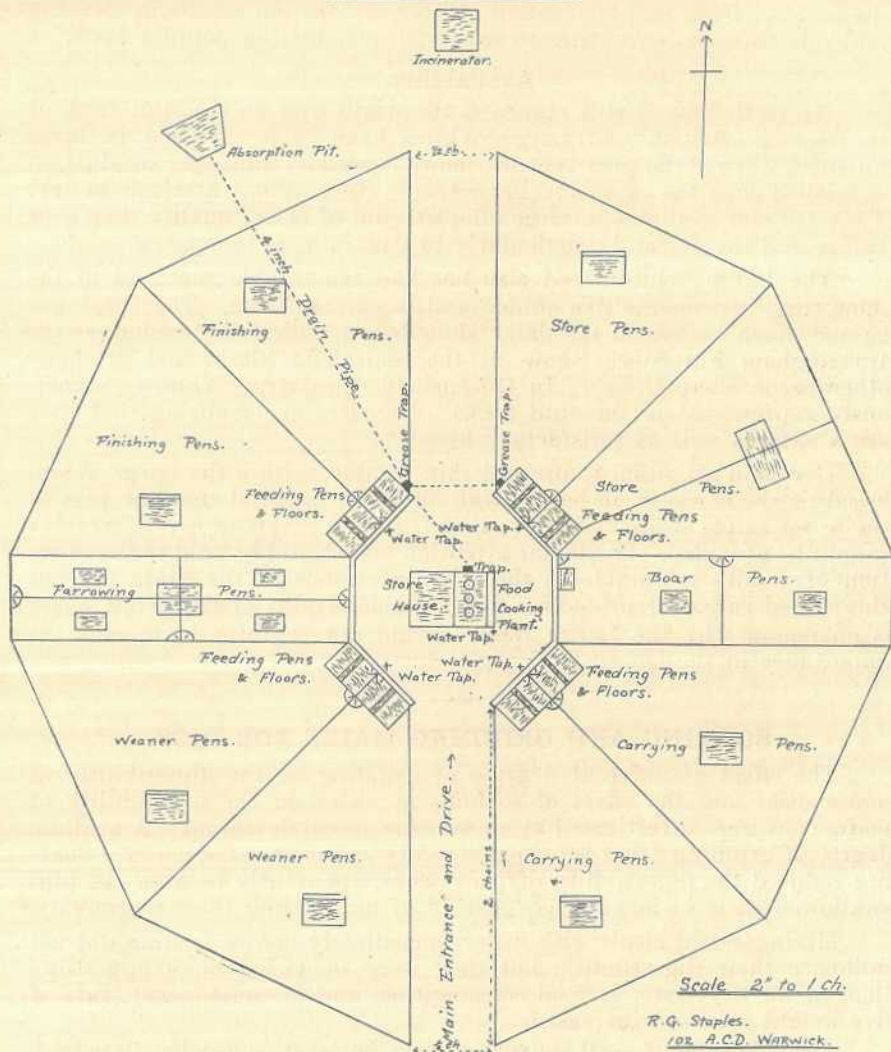 Incinerator.
N
Absorption Pit.
½ ch
4 inch Drain Pipe.
Finishing Pens.
Store Pens.
Grease Trap.
Grease Trap.
Finishing Pens.
Store Pens.
Feeding Pens
& Floors.
Water Tap.
Water Tap.
Feeding Pens
& Floors.
Trap.
Farrowing Pens.
Store
House
Food
Cooking
Plant.
Boar Pens.
Water Tap.
Feeding Pens
& Floors.
Water Tap.
Water Tap.
Feeding Pens
& Floors.
Weaner Pens.
Carrying Pens.
Main Entrance and Drive.
2 chains
Weaner Pens.
Carrying Pens.
Scale 2" to 1 ch.
R.G. Staples.
102 A.C.D. WARWICK.